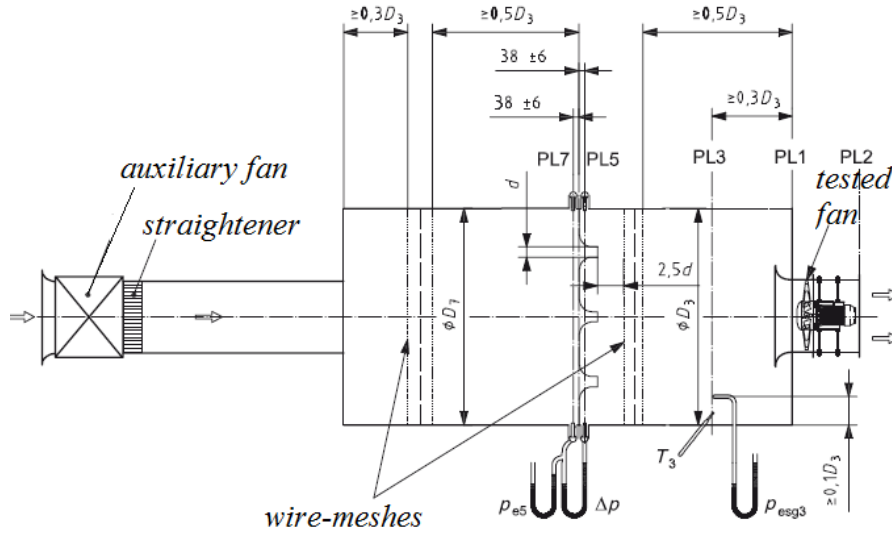 ≥0,3D₃
≥0,5D₃
≥0,5D₃
38 ±6
38 ±6
≥0,3D₃
PL7
PL5
PL3
PL1
PL2
auxiliary fan
tested
fan
d
straightener
2,5d
ϕD₇
ϕD₃
T₃
≥0,1D₃
pe5
Δp
pesg3
wire-meshes